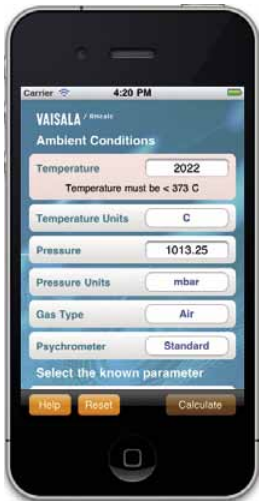 Carrier 4:20 PM
VAISALA / Hmcalc
Ambient Conditions
Temperature 2022
Temperature must be < 373 C
Temperature Units C
Pressure 1013.25
Pressure Units mbar
Gas Type Air
Psychrometer Standard
Select the known parameter
Help Reset Calculate